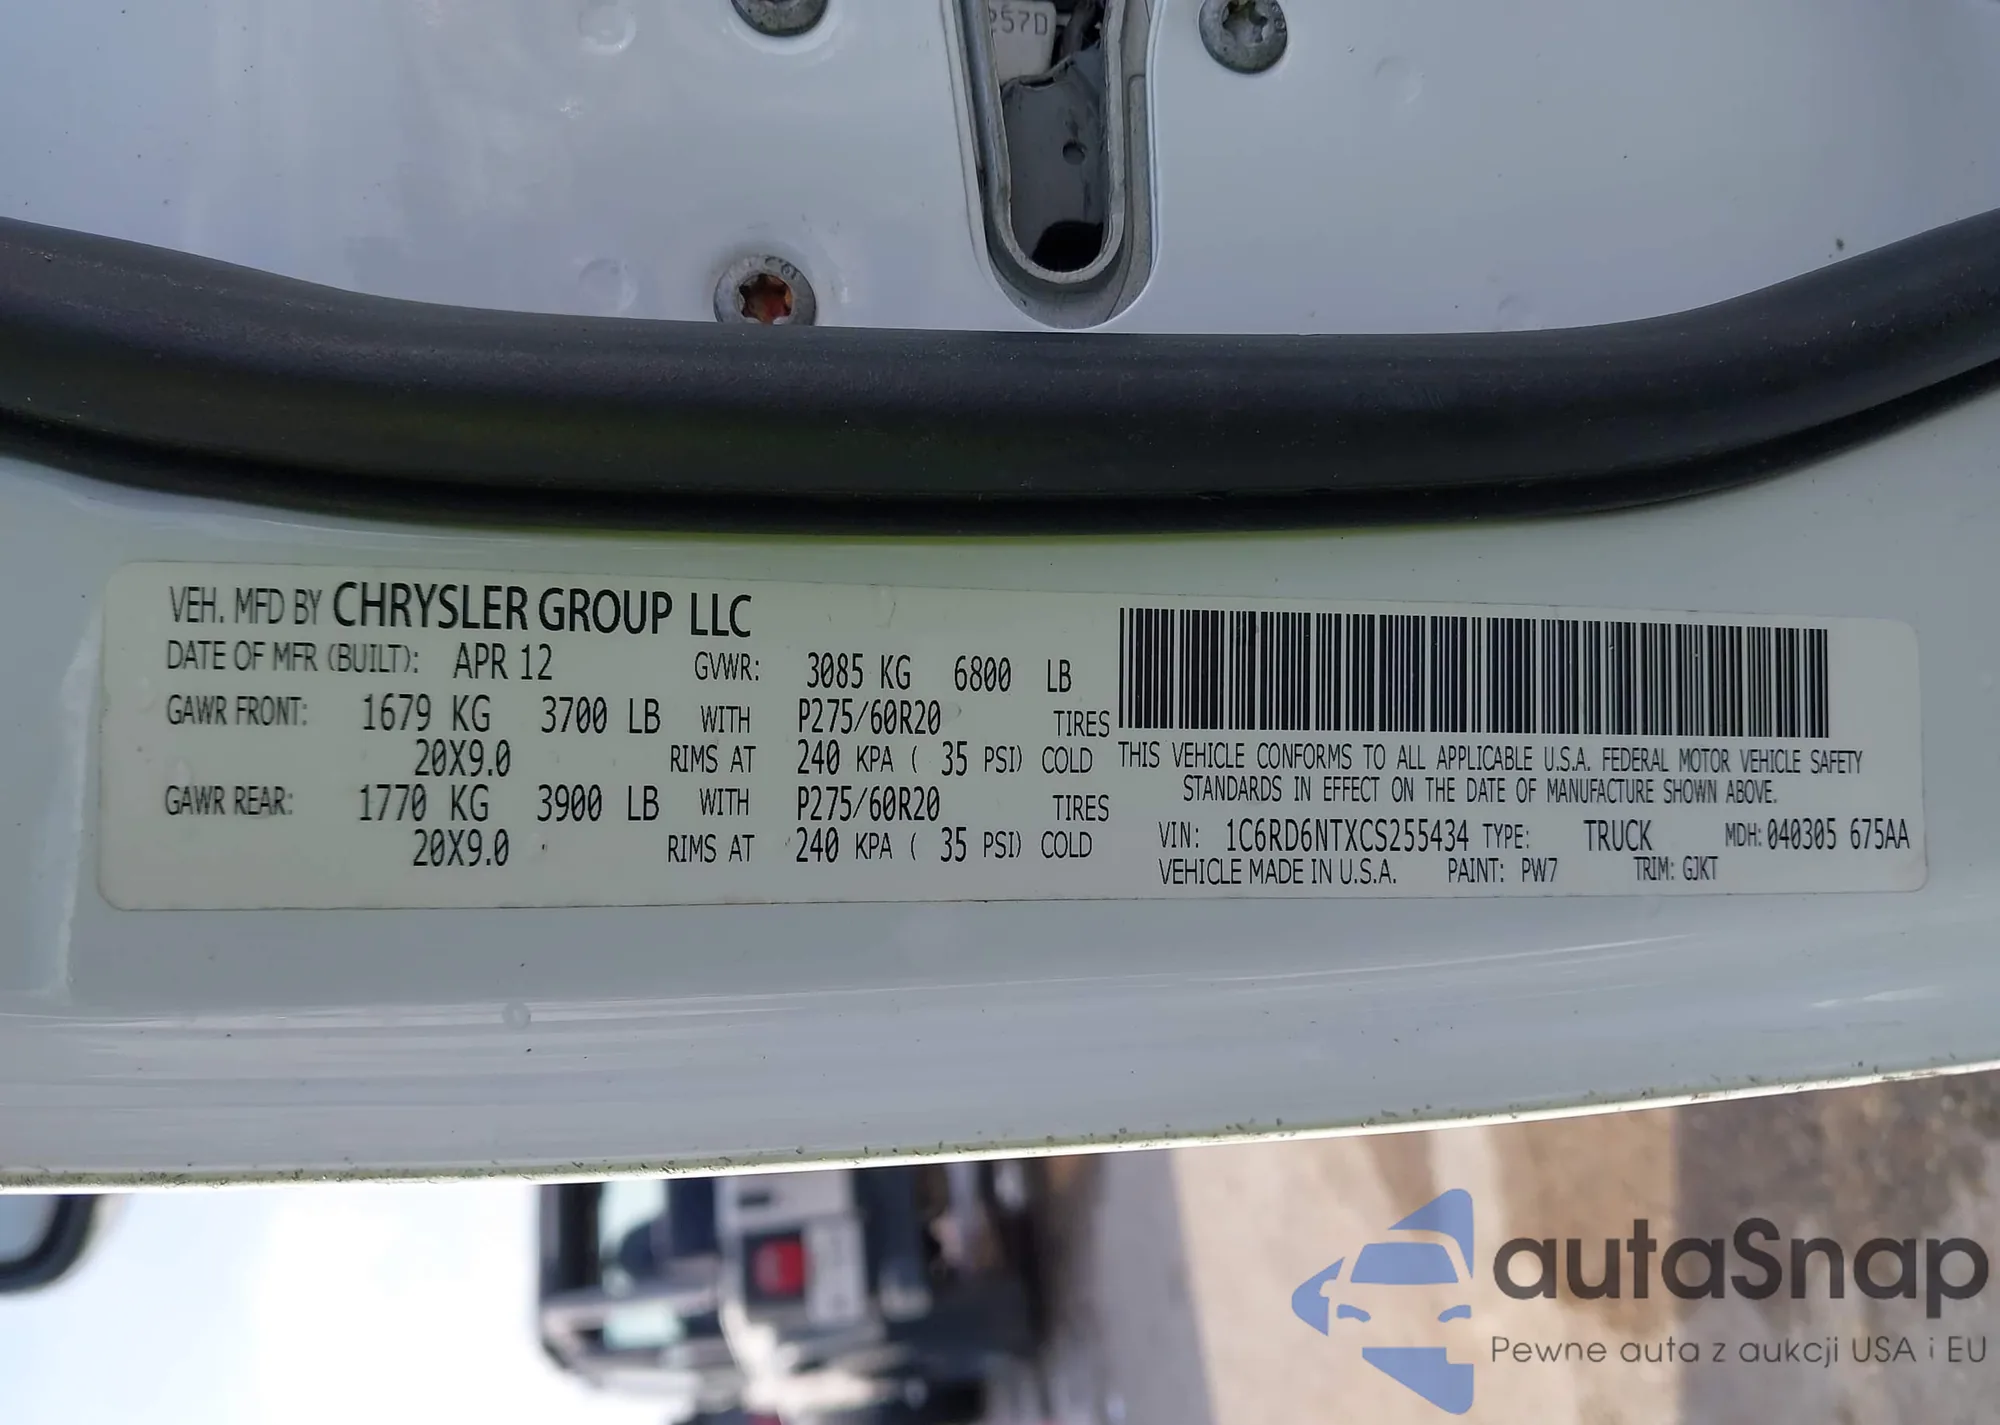 257D
VEH. MFD BY CHRYSLER GROUP LLC
DATE OF MFR (BUILT): APR 12 GVWR: 3085 KG 6800 LB
GAWR FRONT: 1679 KG 3700 LB WITH P275/60R20 TIRES
20X9.0 RIMS AT 240 KPA ( 35 PSI) COLD
GAWR REAR: 1770 KG 3900 LB WITH P275/60R20 TIRES
20X9.0 RIMS AT 240 KPA ( 35 PSI) COLD
THIS VEHICLE CONFORMS TO ALL APPLICABLE U.S.A. FEDERAL MOTOR VEHICLE SAFETY
STANDARDS IN EFFECT ON THE DATE OF MANUFACTURE SHOWN ABOVE.
VIN: 1C6RD6NTXCS255434 TYPE: TRUCK MDH: 040305 675AA
VEHICLE MADE IN U.S.A. PAINT: PW7 TRIM: GJKT
autaSnap
Pewne auta z aukcji USA i EU